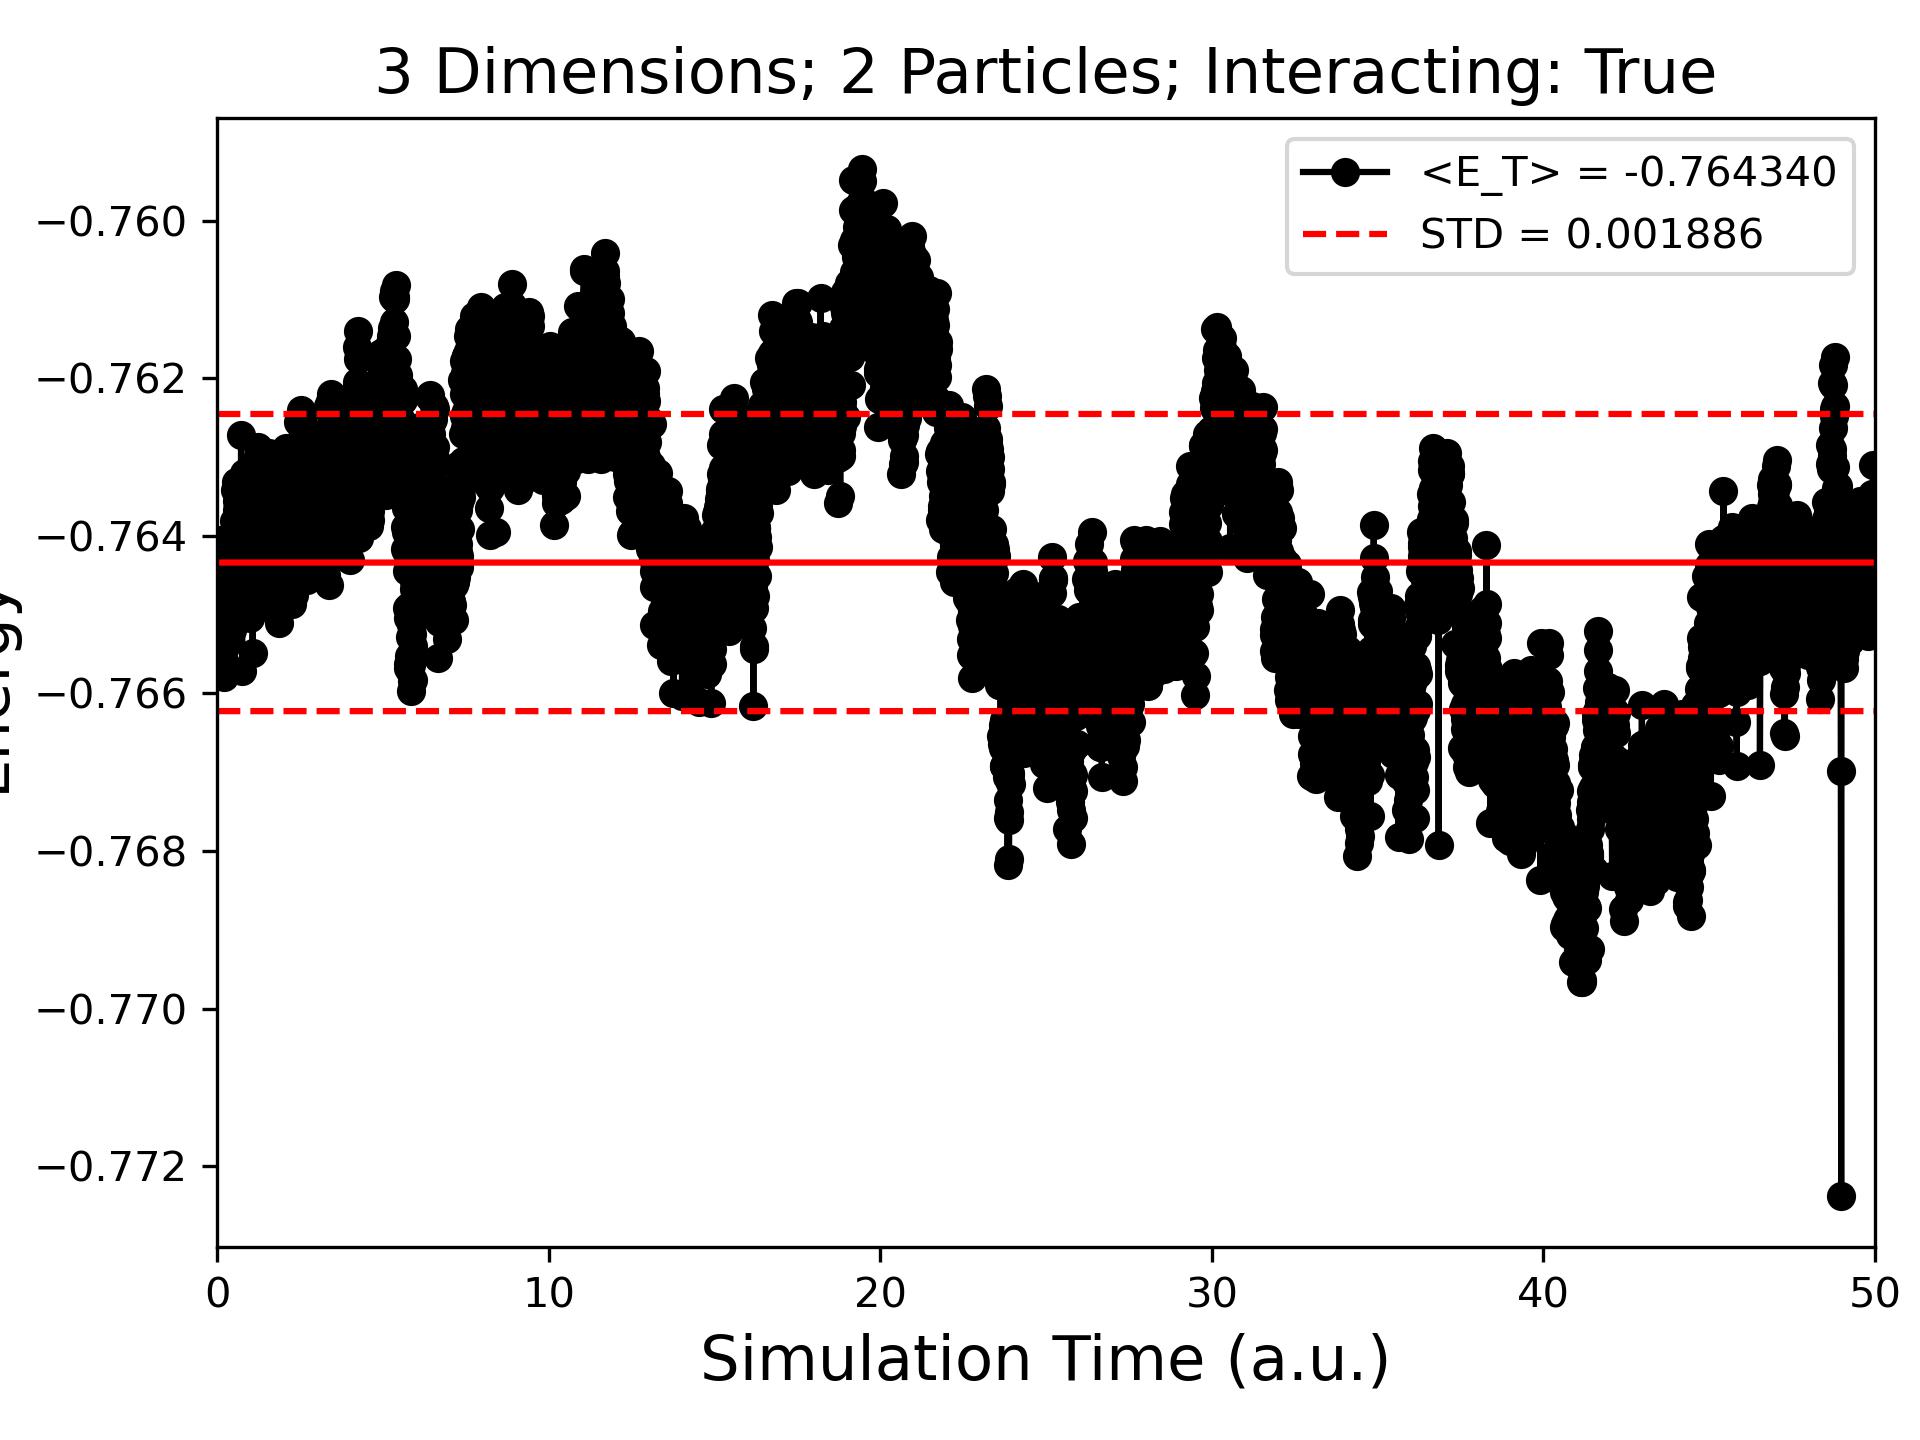 3 Dimensions; 2 Particles; Interacting: True
<E_T> = -0.764340
STD = 0.001886
Energy
−0.760
−0.762
−0.764
−0.766
−0.768
−0.770
−0.772
0 10 20 30 40 50
Simulation Time (a.u.)